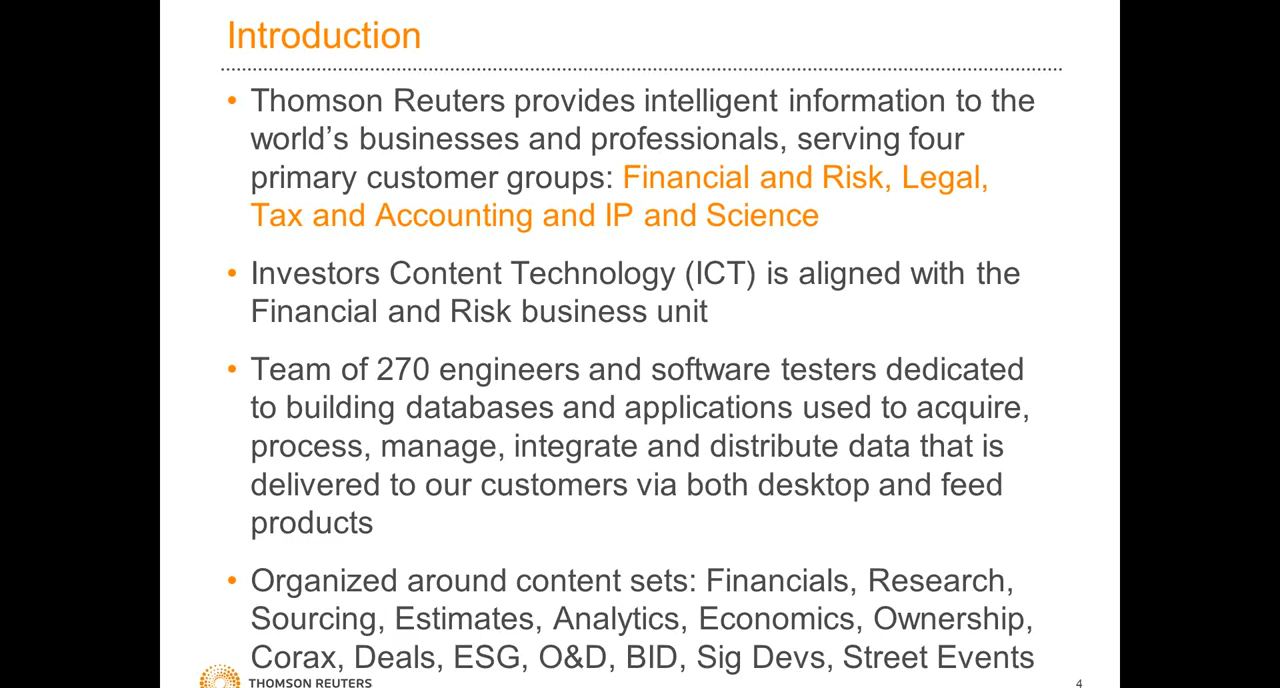 Introduction
• Thomson Reuters provides intelligent information to the
world’s businesses and professionals, serving four
primary customer groups: Financial and Risk, Legal,
Tax and Accounting and IP and Science
• Investors Content Technology (ICT) is aligned with the
Financial and Risk business unit
• Team of 270 engineers and software testers dedicated
to building databases and applications used to acquire,
process, manage, integrate and distribute data that is
delivered to our customers via both desktop and feed
products
• Organized around content sets: Financials, Research,
Sourcing, Estimates, Analytics, Economics, Ownership,
Corax, Deals, ESG, O&D, BID, Sig Devs, Street Events
THOMSON REUTERS
4